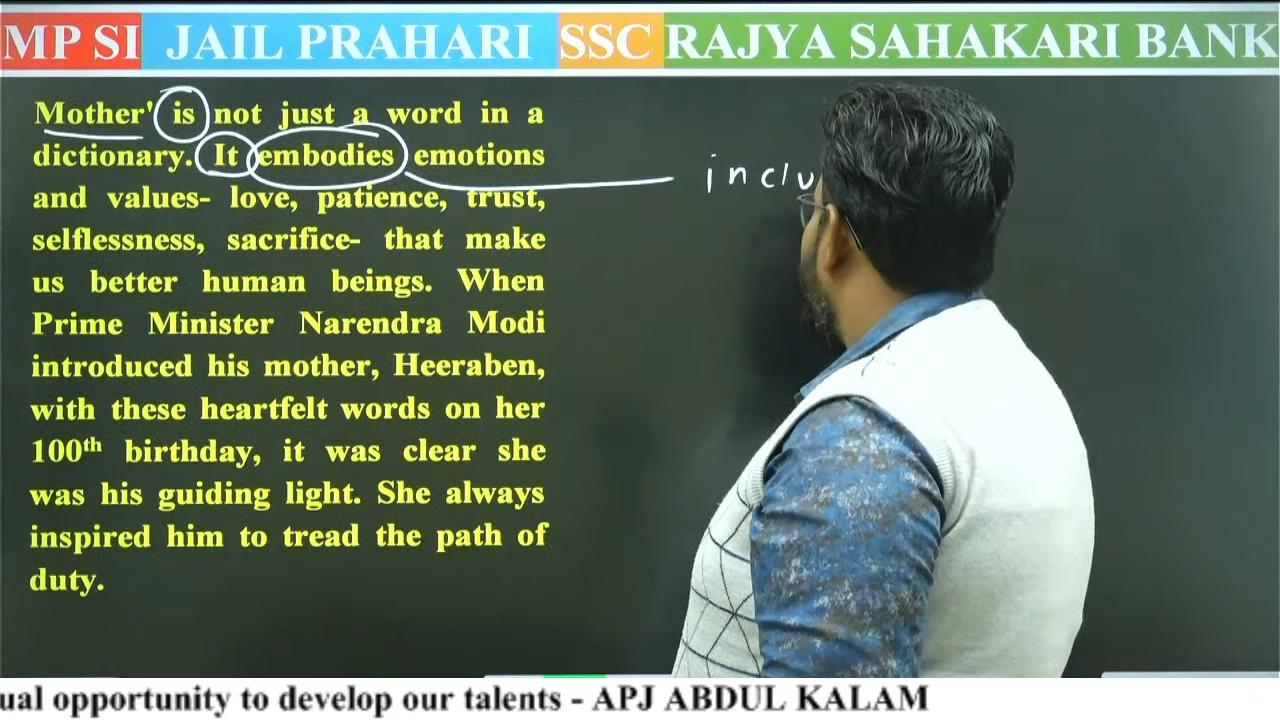 MP SI JAIL PRAHARI SSC RAJYA SAHAKARI BANK
Mother' is not just a word in a
dictionary. It embodies emotions
and values- love, patience, trust,
selflessness, sacrifice- that make
us better human beings. When
Prime Minister Narendra Modi
introduced his mother, Heeraben,
with these heartfelt words on her
100th birthday, it was clear she
was his guiding light. She always
inspired him to tread the path of
duty.
inclu
ual opportunity to develop our talents - APJ ABDUL KALAM